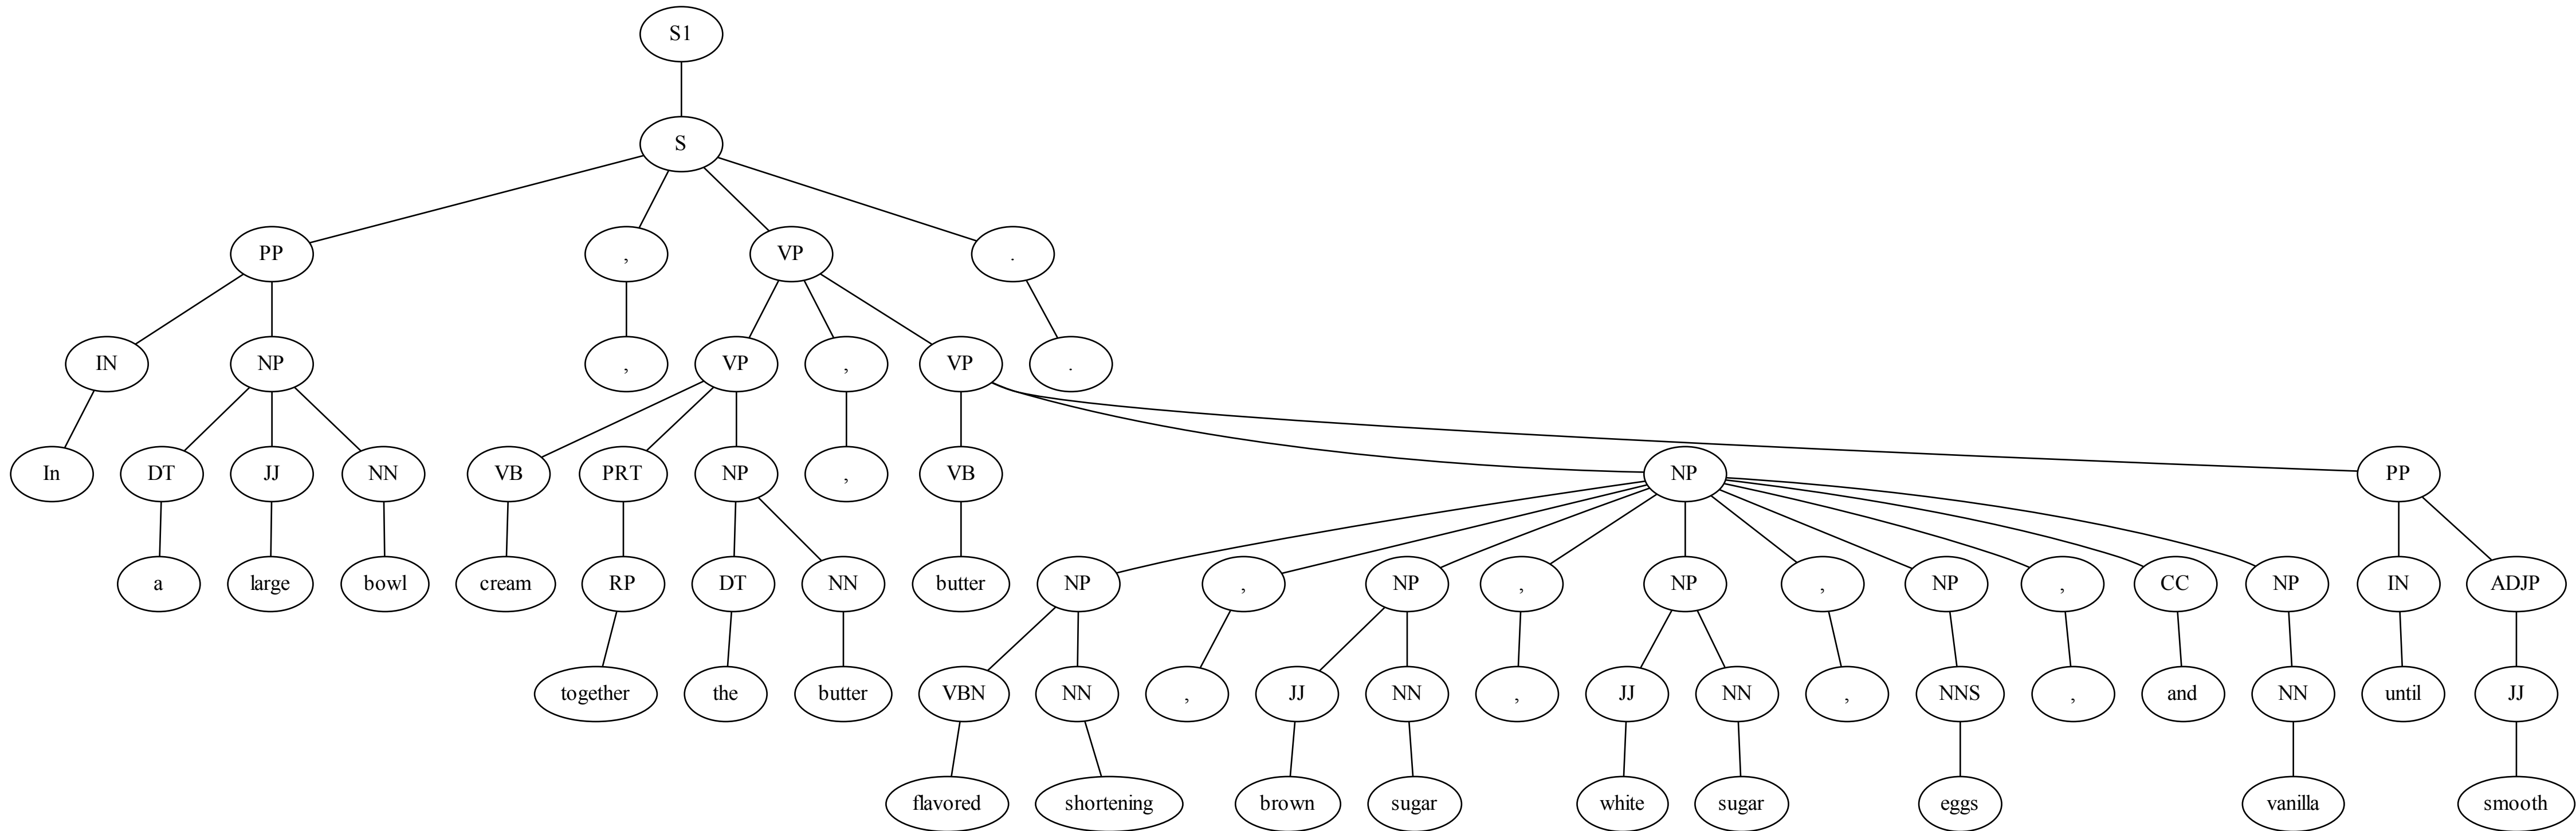 S1
S
PP , VP .
IN NP , VP , VP .
In DT JJ NN VB PRT NP , VB NP PP
a large bowl cream RP DT NN butter NP , NP , NP , NP , CC NP IN ADJP
together the butter VBN NN , JJ NN , JJ NN , NNS , and NN until JJ
flavored shortening brown sugar white sugar eggs vanilla smooth